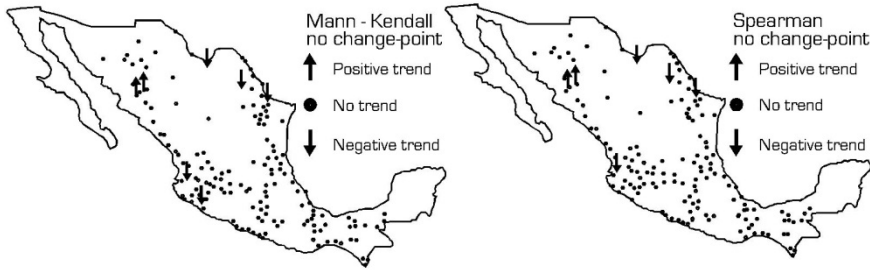 Mann - Kendall
no change-point
Positive trend
No trend
Negative trend
Spearman
no change-point
Positive trend
No trend
Negative trend